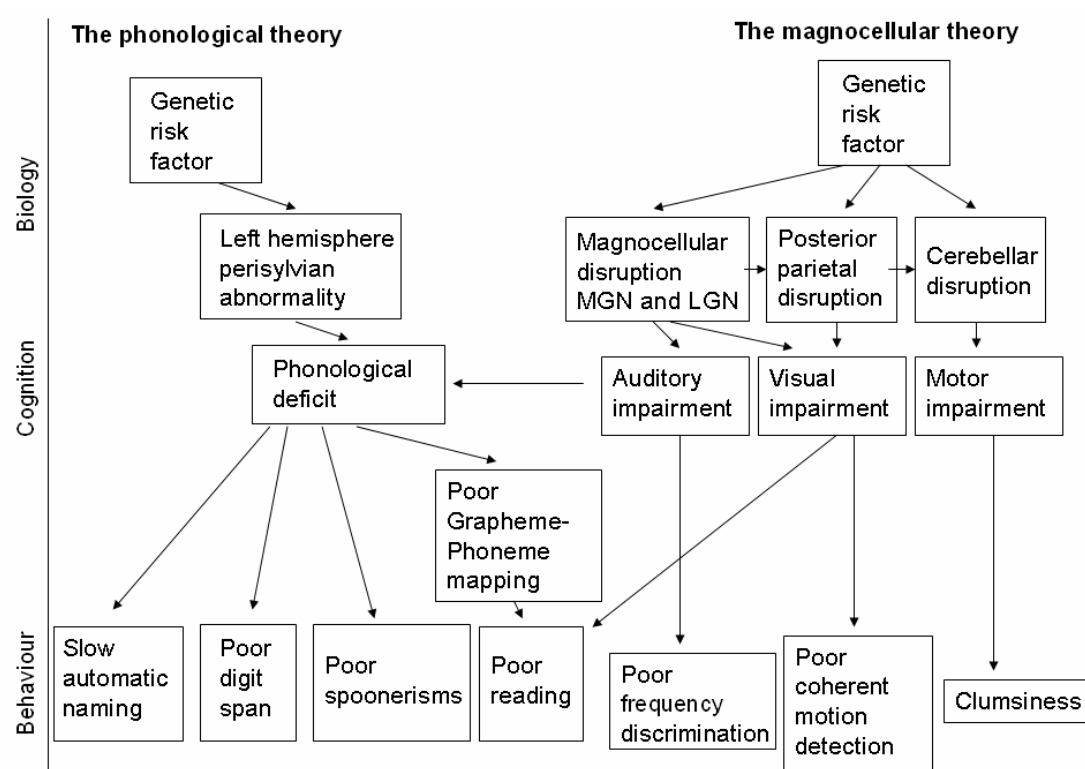 The phonological theory
The magnocellular theory
Biology
Genetic
risk
factor
Genetic
risk
factor
Left hemisphere
perisylvian
abnormality
Magnocellular
disruption
MGN and LGN
Posterior
parietal
disruption
Cerebellar
disruption
Cognition
Phonological
deficit
Auditory
impairment
Visual
impairment
Motor
impairment
Poor
Grapheme-
Phoneme
mapping
Behaviour
Slow
automatic
naming
Poor
digit
span
Poor
spoonerisms
Poor
reading
Poor
frequency
discrimination
Poor
coherent
motion
detection
Clumsiness